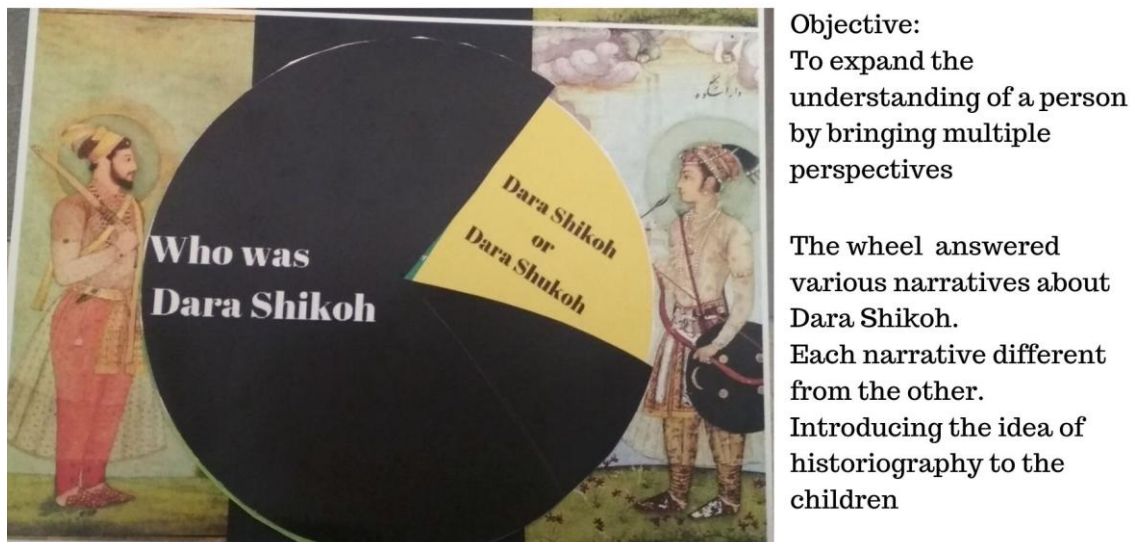 Who was
Dara Shikoh
Dara Shikoh
or
Dara Shukoh
Objective:
To expand the
understanding of a person
by bringing multiple
perspectives
The wheel answered
various narratives about
Dara Shikoh.
Each narrative different
from the other.
Introducing the idea of
historiography to the
children